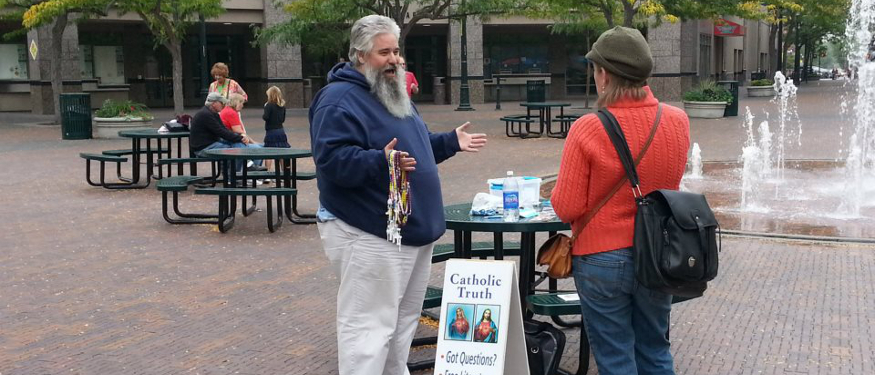 Catholic
Truth
• Got Questions?